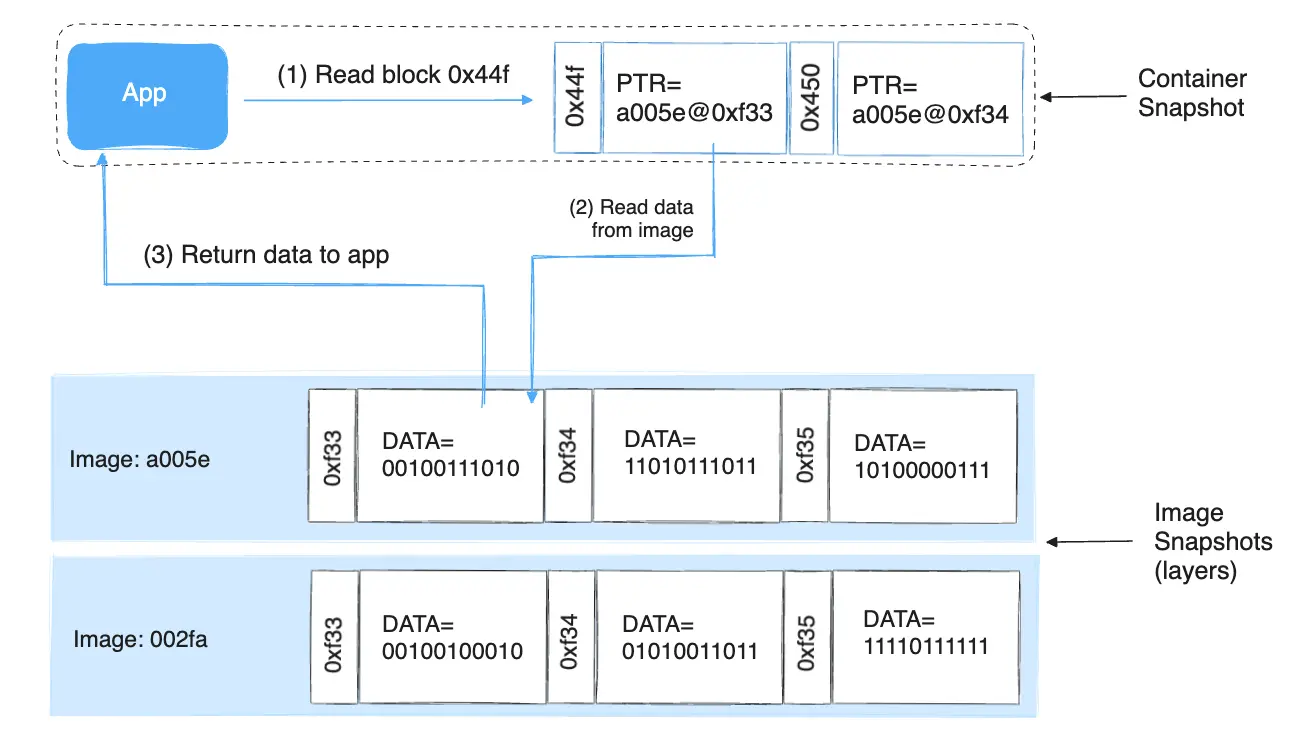 App
(1) Read block 0x44f
0x44f
PTR=
a005e@0xf33
0x450
PTR=
a005e@0xf34
Container
Snapshot
(2) Read data
from image
(3) Return data to app
Image: a005e
0xf33
DATA=
00100111010
0xf34
DATA=
11010111011
0xf35
DATA=
10100000111
Image
Snapshots
(layers)
Image: 002fa
0xf33
DATA=
00100100010
0xf34
DATA=
01010011011
0xf35
DATA=
11110111111